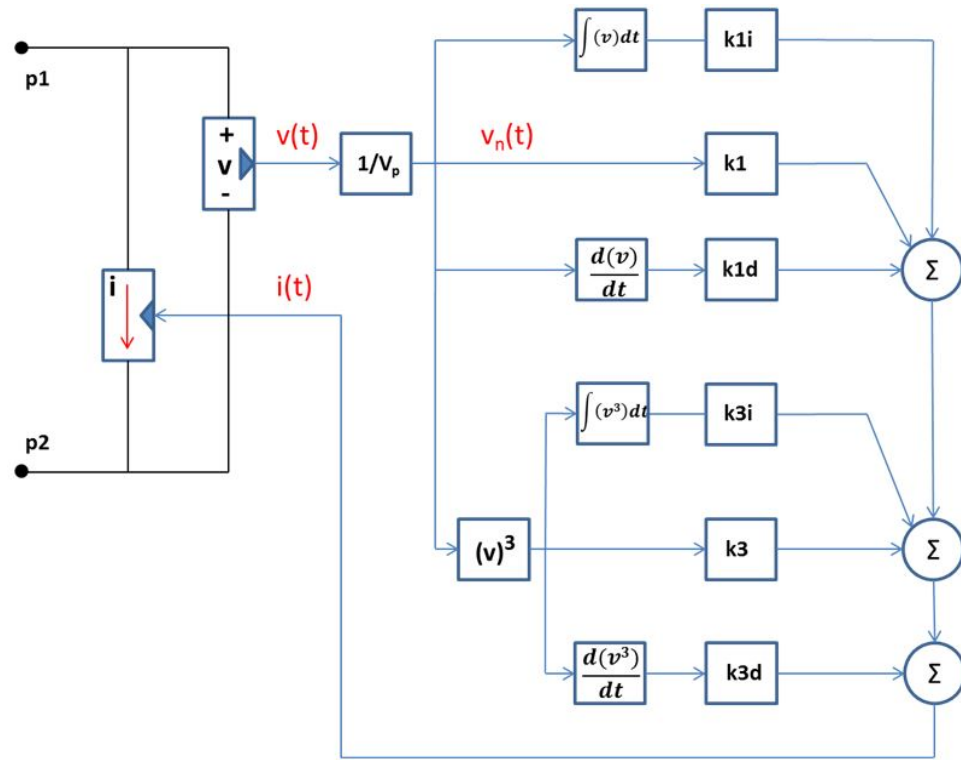 p1
+
v
-
v(t)
1/Vₚ
vₙ(t)
∫(v)dt
k1i
k1
d(v)
dt
k1d
Σ
i
i(t)
p2
∫(v³)dt
k3i
(v)³
k3
Σ
d(v³)
dt
k3d
Σ